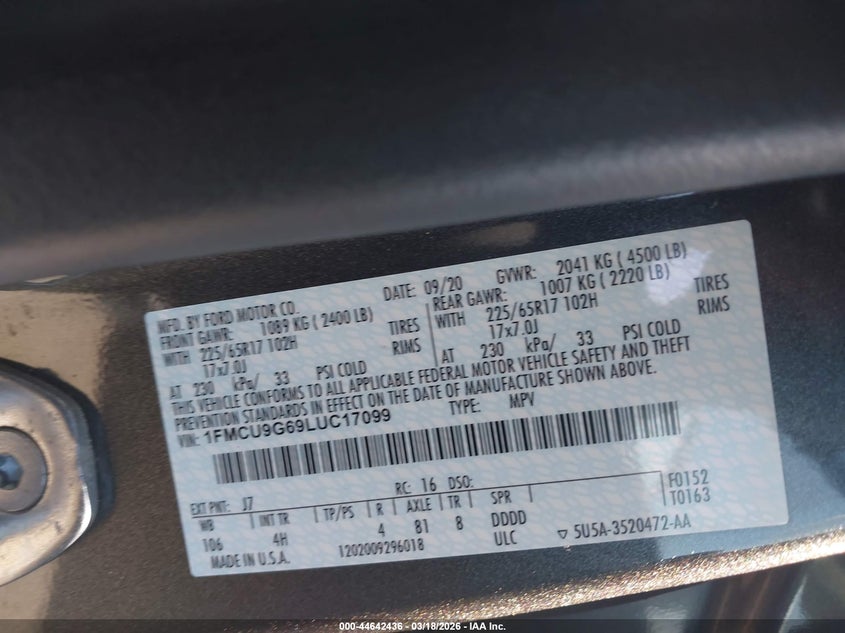 MFD. BY FORD MOTOR CO.
DATE: 09/20
GVWR: 2041 KG ( 4500 LB)
FRONT GAWR: 1089 KG ( 2400 LB)
REAR GAWR: 1007 KG ( 2220 LB)
WITH 225/65R17 102H TIRES
WITH 225/65R17 102H TIRES
17x7.0J RIMS
17x7.0J RIMS
AT 230 kPa/ 33 PSI COLD
AT 230 kPa/ 33 PSI COLD
THIS VEHICLE CONFORMS TO ALL APPLICABLE FEDERAL MOTOR VEHICLE SAFETY AND THEFT
PREVENTION STANDARDS IN EFFECT ON THE DATE OF MANUFACTURE SHOWN ABOVE.
VIN: 1FMCU9G69LUC17099
TYPE: MPV
RC: 16 DSO:
F0152
T0163
EXT PNT: J7
WB INT TR TP/PS R AXLE TR SPR
106 4H 4 81 8 DDDD
MADE IN U.S.A. 1202009296018 ULC ▽ 5U5A-3520472-AA
000-44642436 - 03/18/2026 - IAA Inc.